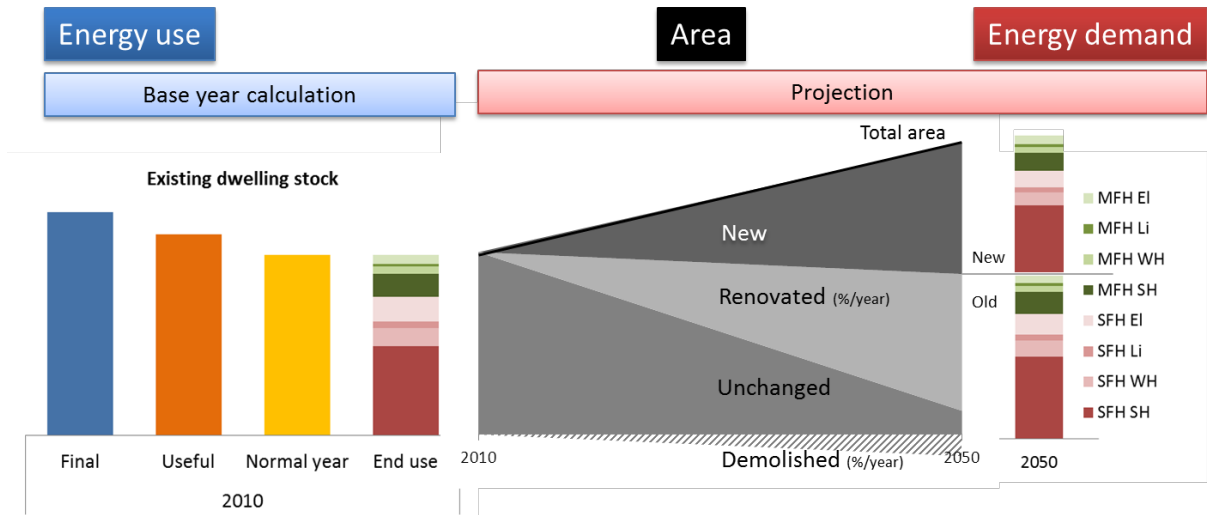 Energy use
Area
Energy demand
Base year calculation
Projection
Existing dwelling stock
Final
Useful
Normal year
End use
2010
Total area
New
Renovated (%/year)
Unchanged
Demolished (%/year)
2010
2050
New
Old
2050
MFH El
MFH Li
MFH WH
MFH SH
SFH El
SFH Li
SFH WH
SFH SH